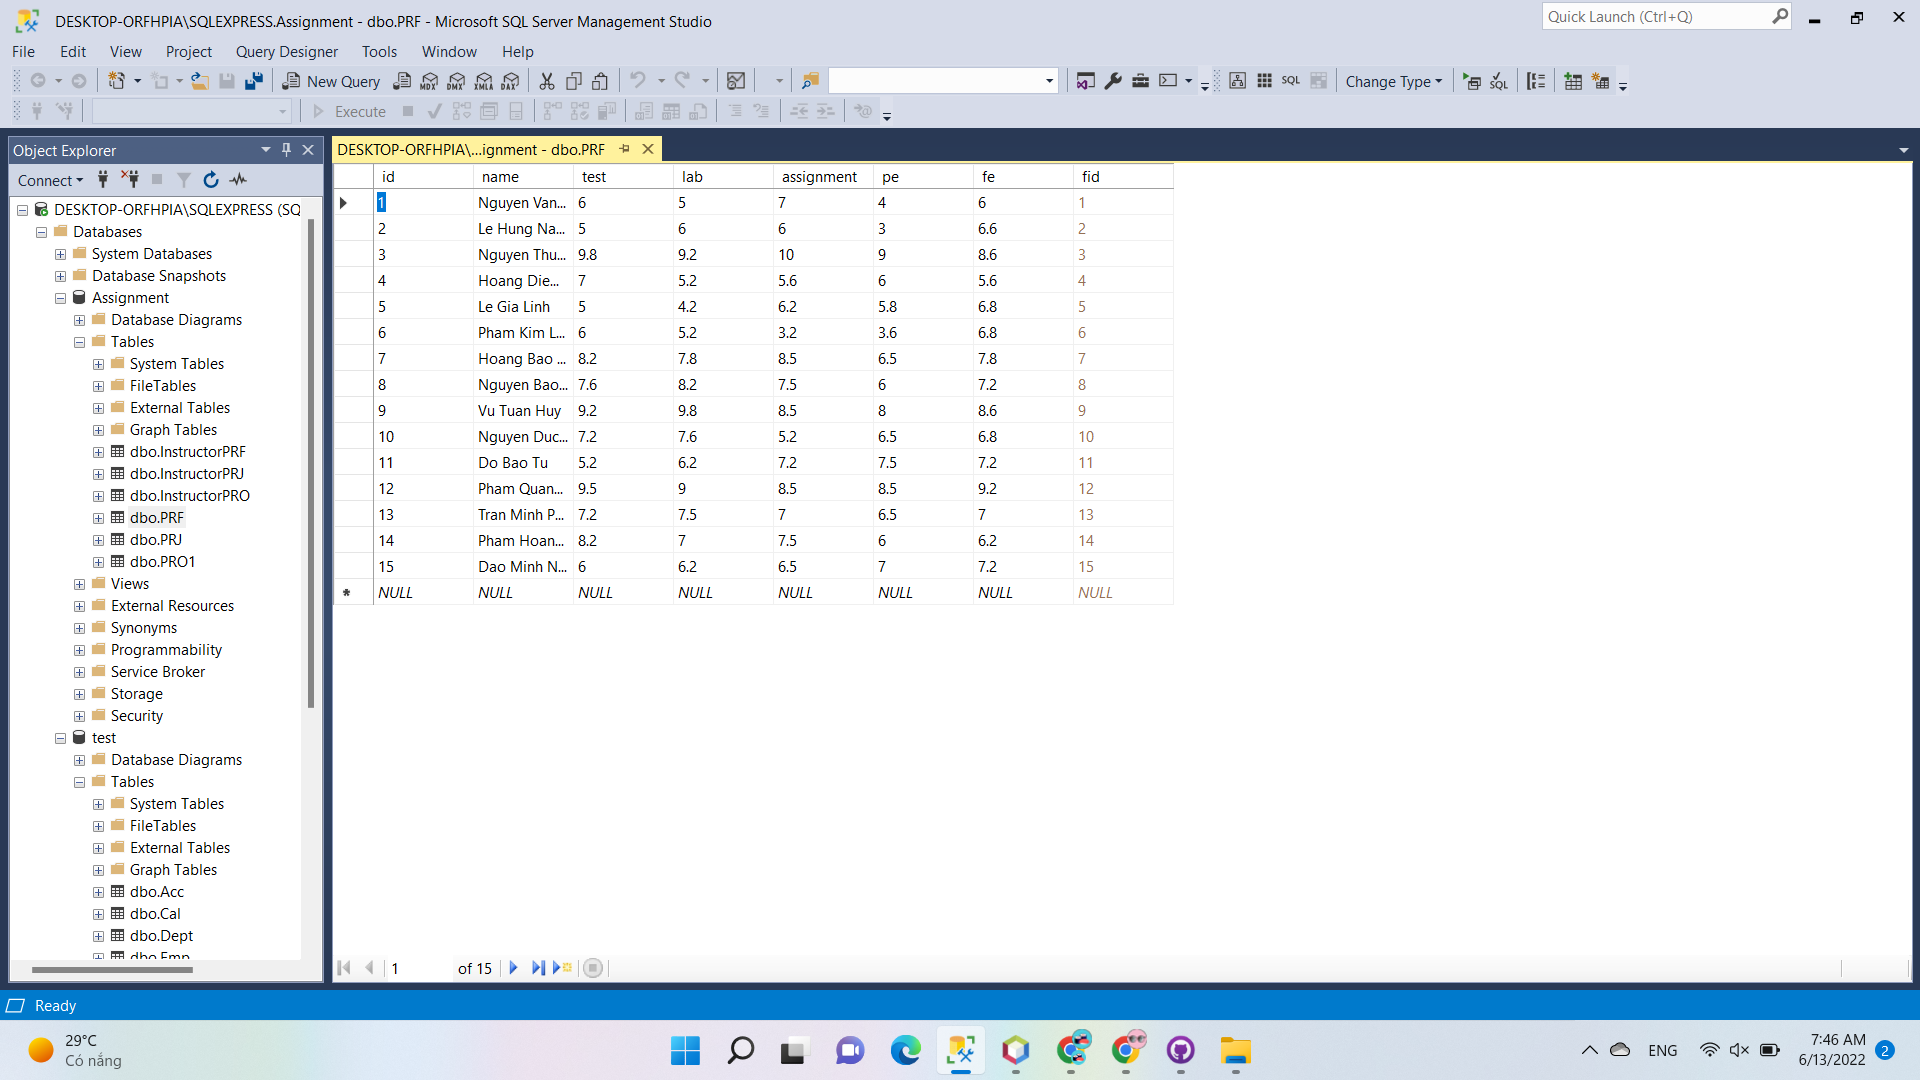 DESKTOP-ORFHPIA\SQLEXPRESS.Assignment - dbo.PRF - Microsoft SQL Server Management Studio
Quick Launch (Ctrl+Q)
File Edit View Project Query Designer Tools Window Help
New Query MDX DMX XMLA DAX SQL Change Type SQL
Execute
Object Explorer
DESKTOP-ORFHPIA\...ignment - dbo.PRF
Connect
DESKTOP-ORFHPIA\SQLEXPRESS (SQ
Databases
System Databases
Database Snapshots
Assignment
Database Diagrams
Tables
System Tables
FileTables
External Tables
Graph Tables
dbo.InstructorPRF
dbo.InstructorPRJ
dbo.InstructorPRO
dbo.PRF
dbo.PRJ
dbo.PRO1
Views
External Resources
Synonyms
Programmability
Service Broker
Storage
Security
test
Database Diagrams
Tables
System Tables
FileTables
External Tables
Graph Tables
dbo.Acc
dbo.Cal
dbo.Dept
dbo.Emp
id name test lab assignment pe fe fid
1 Nguyen Van... 6 5 7 4 6 1
2 Le Hung Na... 5 6 6 3 6.6 2
3 Nguyen Thu... 9.8 9.2 10 9 8.6 3
4 Hoang Die... 7 5.2 5.6 6 5.6 4
5 Le Gia Linh 5 4.2 6.2 5.8 6.8 5
6 Pham Kim L... 6 5.2 3.2 3.6 6.8 6
7 Hoang Bao ... 8.2 7.8 8.5 6.5 7.8 7
8 Nguyen Bao... 7.6 8.2 7.5 6 7.2 8
9 Vu Tuan Huy 9.2 9.8 8.5 8 8.6 9
10 Nguyen Duc... 7.2 7.6 5.2 6.5 6.8 10
11 Do Bao Tu 5.2 6.2 7.2 7.5 7.2 11
12 Pham Quan... 9.5 9 8.5 8.5 9.2 12
13 Tran Minh P... 7.2 7.5 7 6.5 7 13
14 Pham Hoan... 8.2 7 7.5 6 6.2 14
15 Dao Minh N... 6 6.2 6.5 7 7.2 15
* NULL NULL NULL NULL NULL NULL NULL NULL
1 of 15
Ready
29°C
Có nắng
ENG
7:46 AM
6/13/2022
2